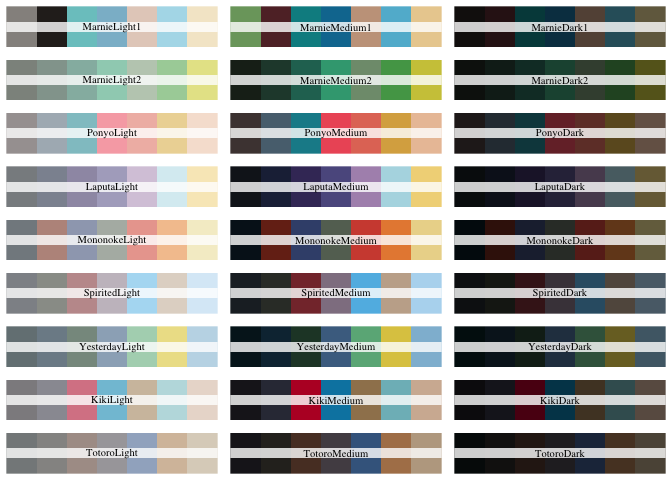 MarnieLight1 MarnieMedium1 MarnieDark1
MarnieLight2 MarnieMedium2 MarnieDark2
PonyoLight PonyoMedium PonyoDark
LaputaLight LaputaMedium LaputaDark
MononokeLight MononokeMedium MononokeDark
SpiritedLight SpiritedMedium SpiritedDark
YesterdayLight YesterdayMedium YesterdayDark
KikiLight KikiMedium KikiDark
TotoroLight TotoroMedium TotoroDark